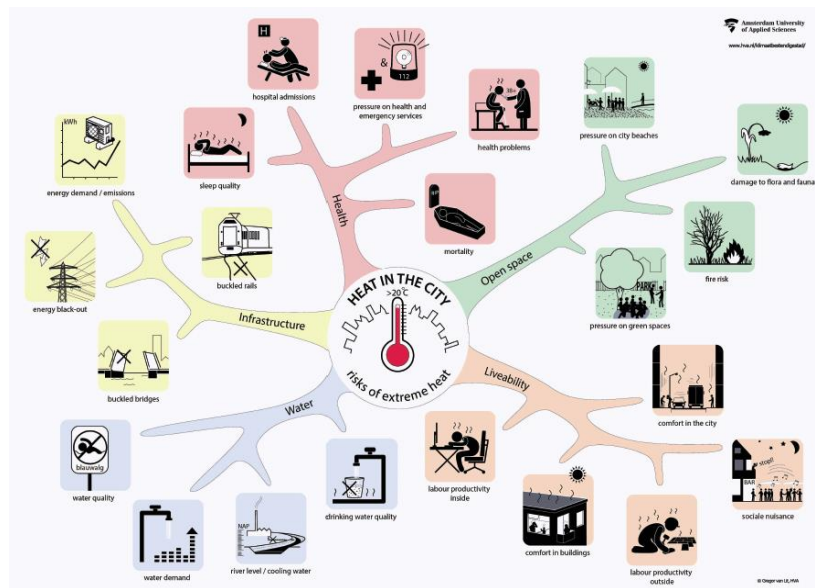 Amsterdam University
of Applied Sciences
H
hospital admissions
&
112
pressure on health and
emergency services
health problems
pressure on city beaches
damage to flora and fauna
kWh
energy demand / emissions
sleep quality
mortality
fire risk
energy black-out
buckled rails
PARK
pressure on green spaces
Health
Open space
Infrastructure
Water
Liveability
HEAT IN THE CITY
>20°C
risks of extreme heat
buckled bridges
comfort in the city
blauwalg
water quality
water demand
NAP
river level / cooling water
drinking water quality
labour productivity
inside
comfort in buildings
labour productivity
outside
stop!!
BAR
sociale nuisance